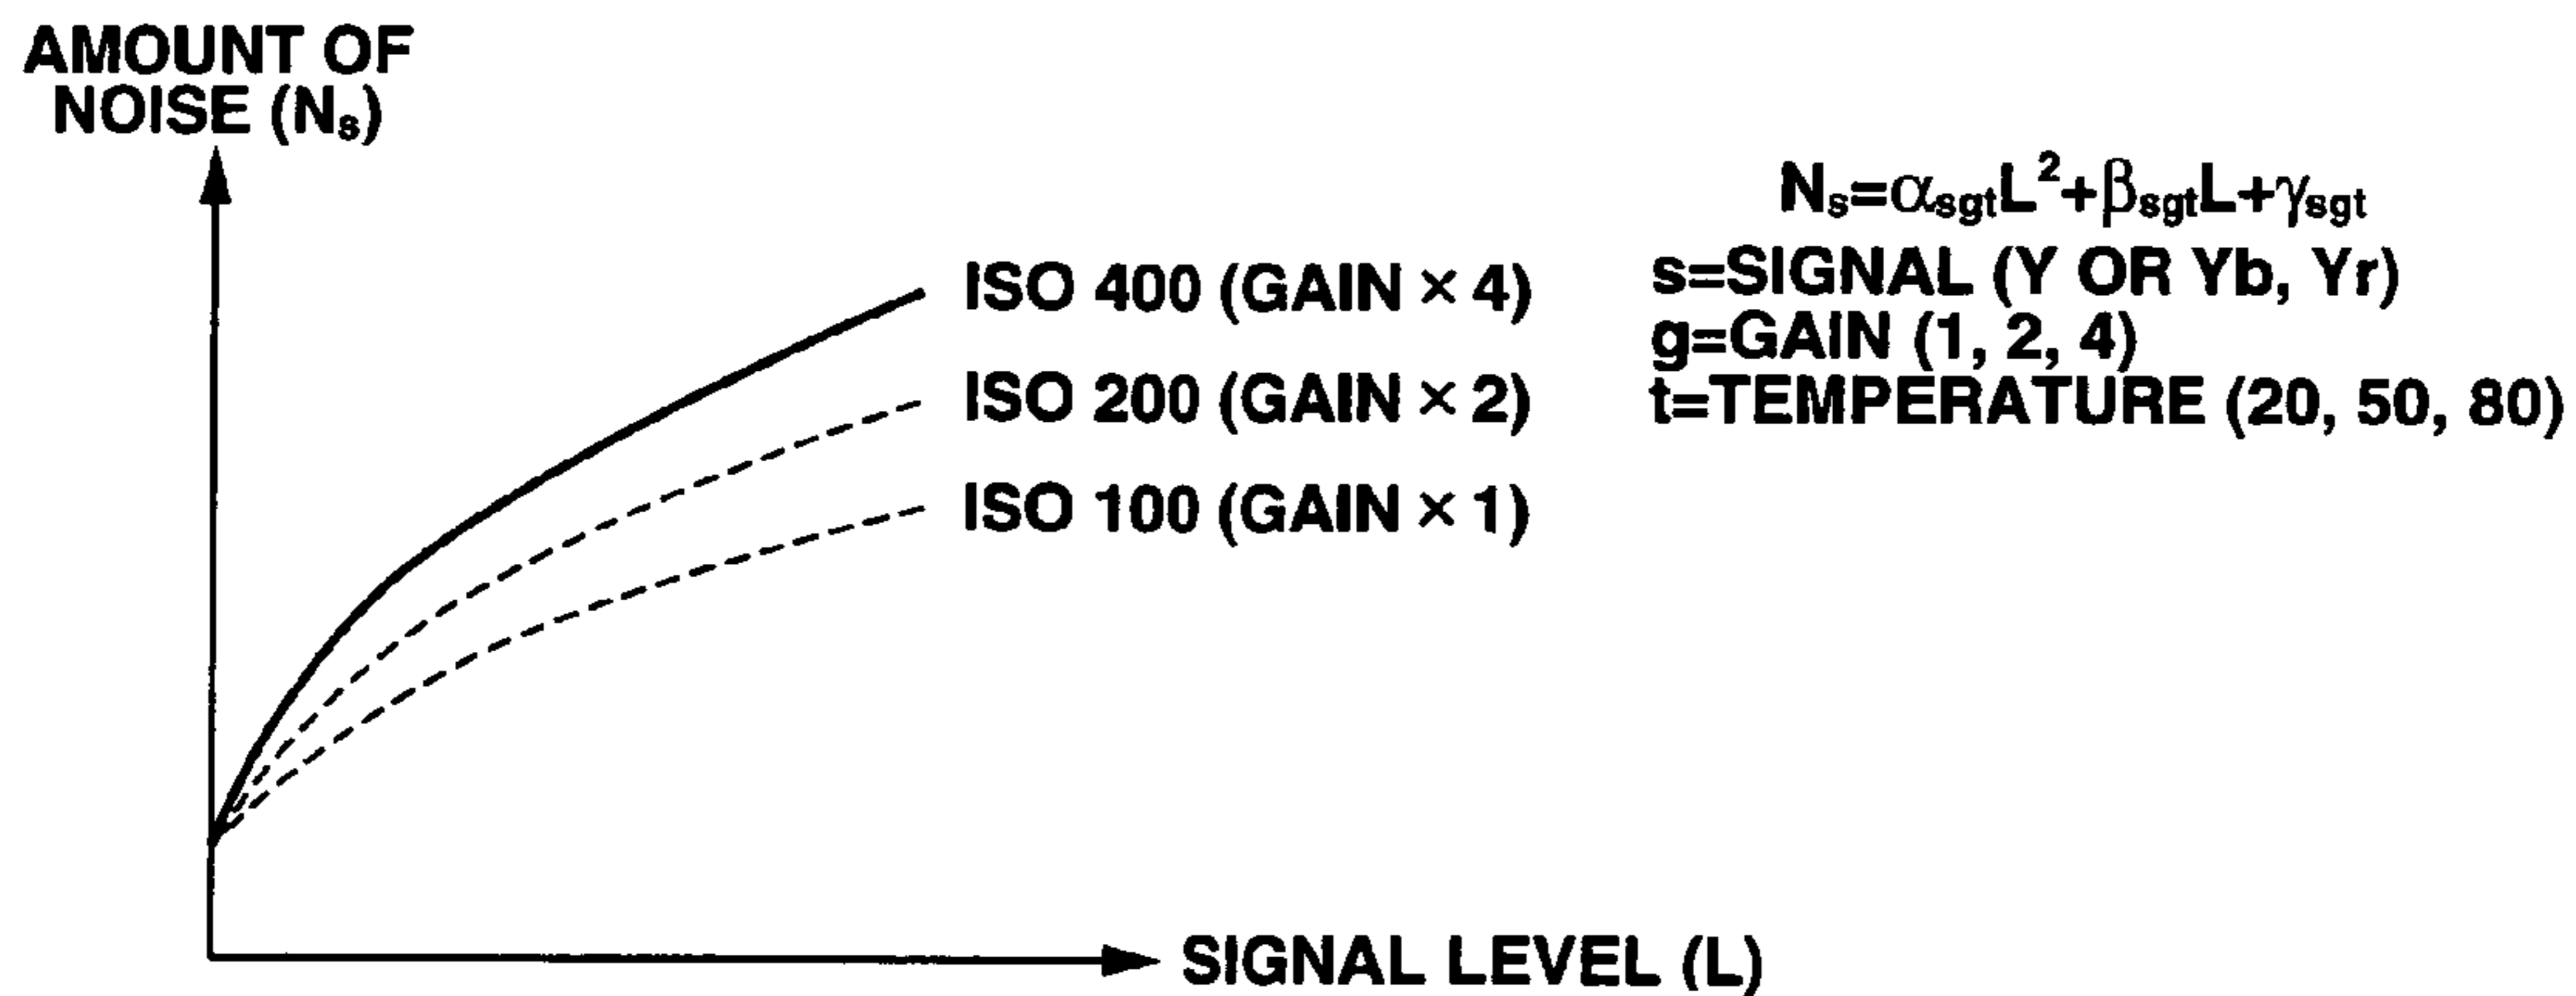 AMOUNT OF
NOISE (Ns)
Ns=αsgtL²+βsgtL+γsgt
s=SIGNAL (Y OR Yb, Yr)
g=GAIN (1, 2, 4)
t=TEMPERATURE (20, 50, 80)
ISO 400 (GAIN × 4)
ISO 200 (GAIN × 2)
ISO 100 (GAIN × 1)
SIGNAL LEVEL (L)